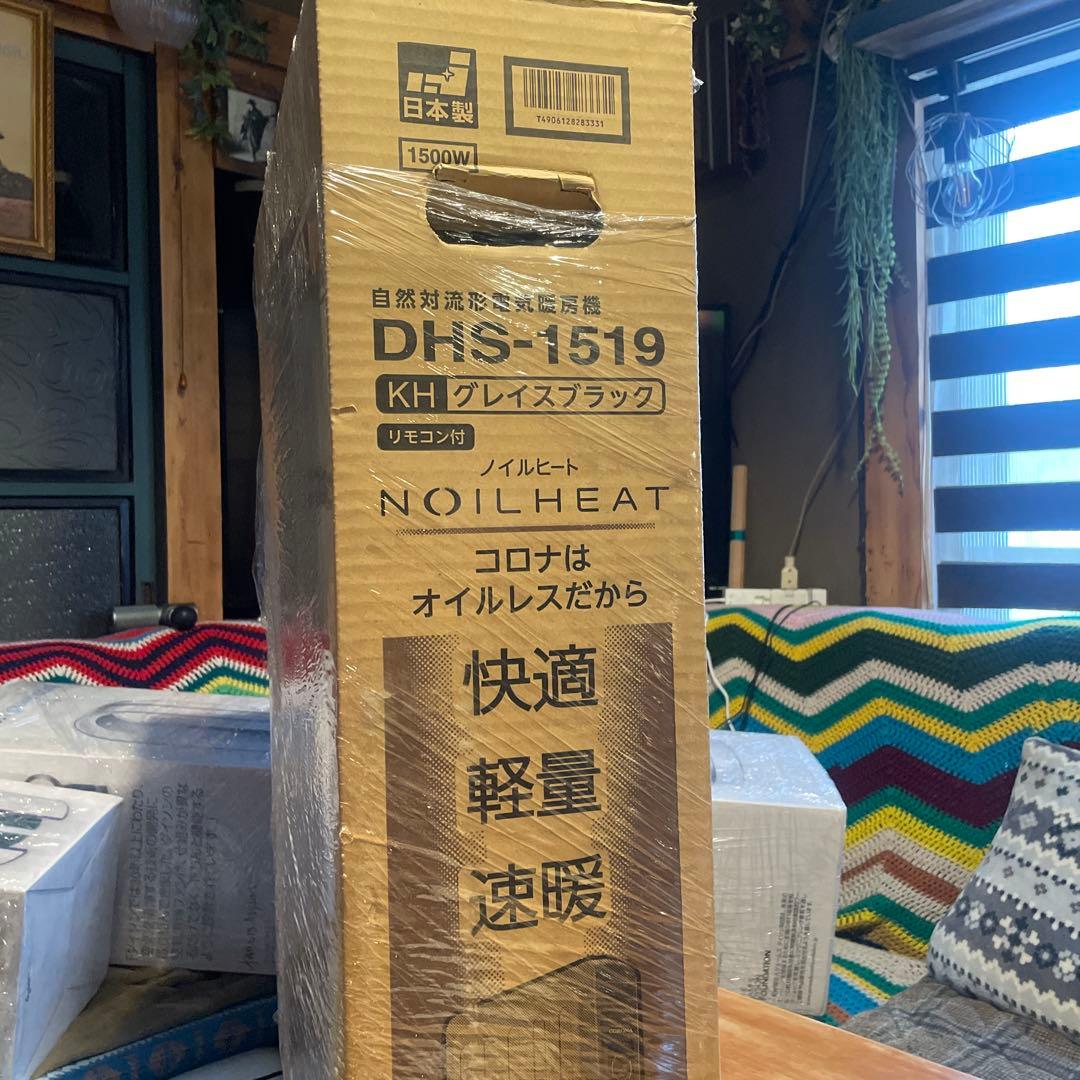 日本製
T4906128283331
1500W
自然対流形電気暖房機
DHS-1519
KH グレイスブラック
リモコン付
ノイルヒート
NOILHEAT
コロナは
オイルレスだから
快適
軽量
速暖
CORONA